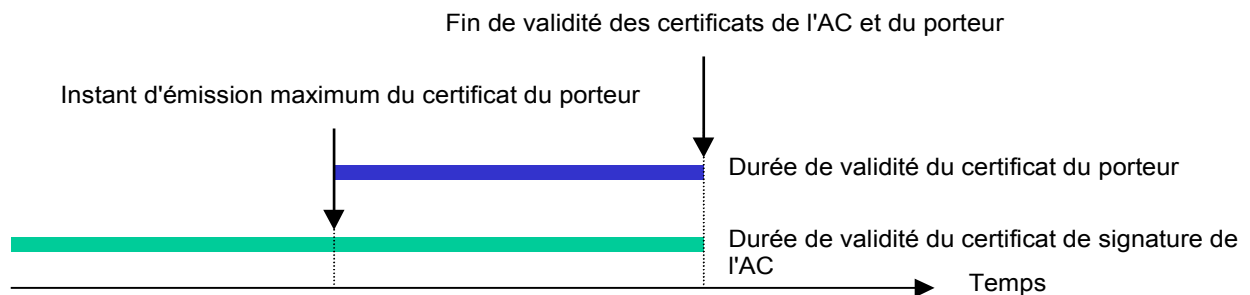 Fin de validité des certificats de l'AC et du porteur
Instant d'émission maximum du certificat du porteur
Durée de validité du certificat du porteur
Durée de validité du certificat de signature de
l'AC
Temps